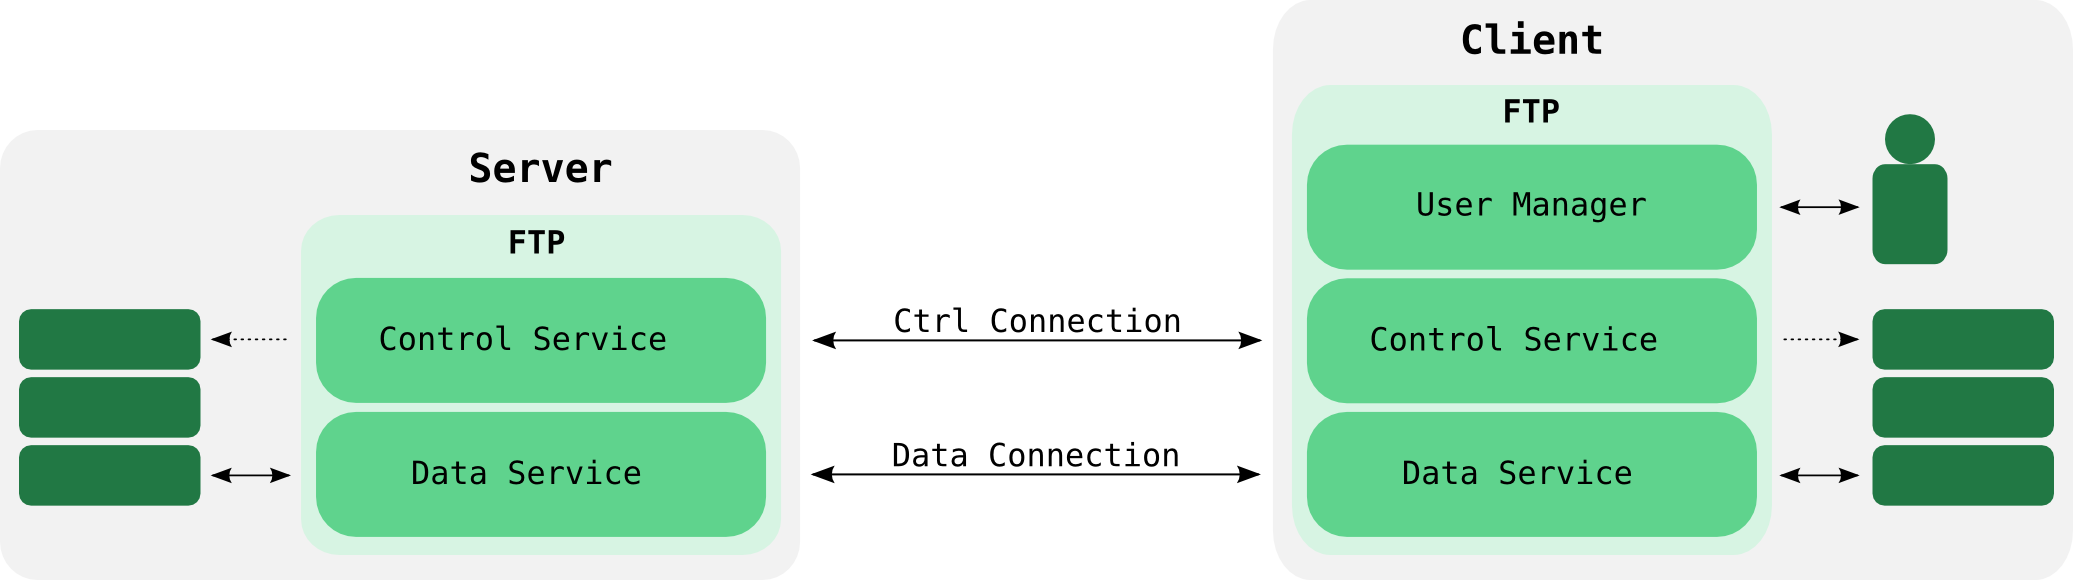 Server
FTP
Control Service
Data Service
Ctrl Connection
Data Connection
Client
FTP
User Manager
Control Service
Data Service